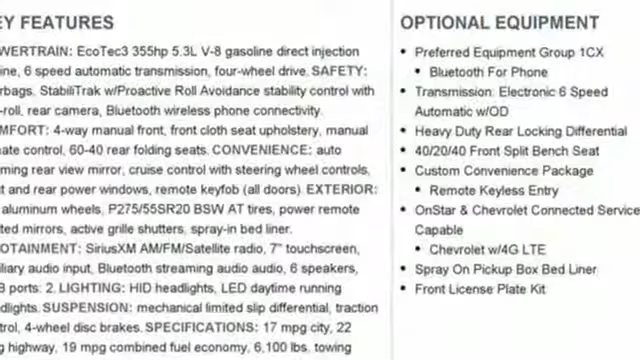 EY FEATURES
WERTRAIN: EcoTec3 355hp 5.3L V-8 gasoline direct injection
ine, 6 speed automatic transmission, four-wheel drive. SAFETY:
rbags. StabiliTrak w/Proactive Roll Avoidance stability control with
-roll, rear camera, Bluetooth wireless phone connectivity.
MFORT: 4-way manual front, front cloth seat upholstery, manual
ate control, 60-40 rear folding seats. CONVENIENCE: auto
ming rear view mirror, cruise control with steering wheel controls,
t and rear power windows, remote keyfob (all doors). EXTERIOR:
aluminum wheels, P275/55SR20 BSW AT tires, power remote
ted mirrors, active grille shutters, spray-in bed liner.
OTAINMENT: SiriusXM AM/FM/Satellite radio, 7" touchscreen,
iliary audio input, Bluetooth streaming audio audio, 6 speakers,
B ports: 2. LIGHTING: HID headlights, LED daytime running
dlights. SUSPENSION: mechanical limited slip differential, traction
trol, 4-wheel disc brakes. SPECIFICATIONS: 17 mpg city, 22
g highway, 19 mpg combined fuel economy, 6,100 lbs. towing
OPTIONAL EQUIPMENT
• Preferred Equipment Group 1CX
• Bluetooth For Phone
• Transmission: Electronic 6 Speed
Automatic w/OD
• Heavy Duty Rear Locking Differential
• 40/20/40 Front Split Bench Seat
• Custom Convenience Package
• Remote Keyless Entry
• OnStar & Chevrolet Connected Service
Capable
• Chevrolet w/4G LTE
• Spray On Pickup Box Bed Liner
• Front License Plate Kit